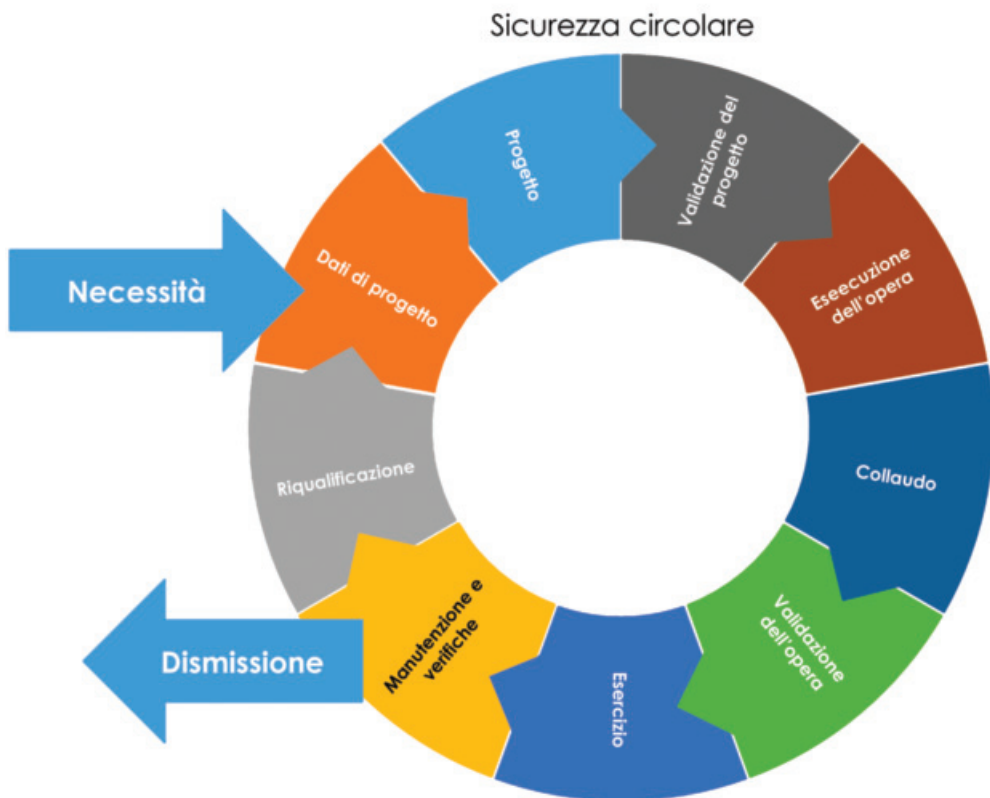 Sicurezza circolare
Necessità
Dati di progetto
Progetto
Validazione del
progetto
Eseecuzione
dell'opera
Collaudo
Validazione
dell'opera
Esercizio
Manutenzione e
verifiche
Riqualificazione
Dismissione